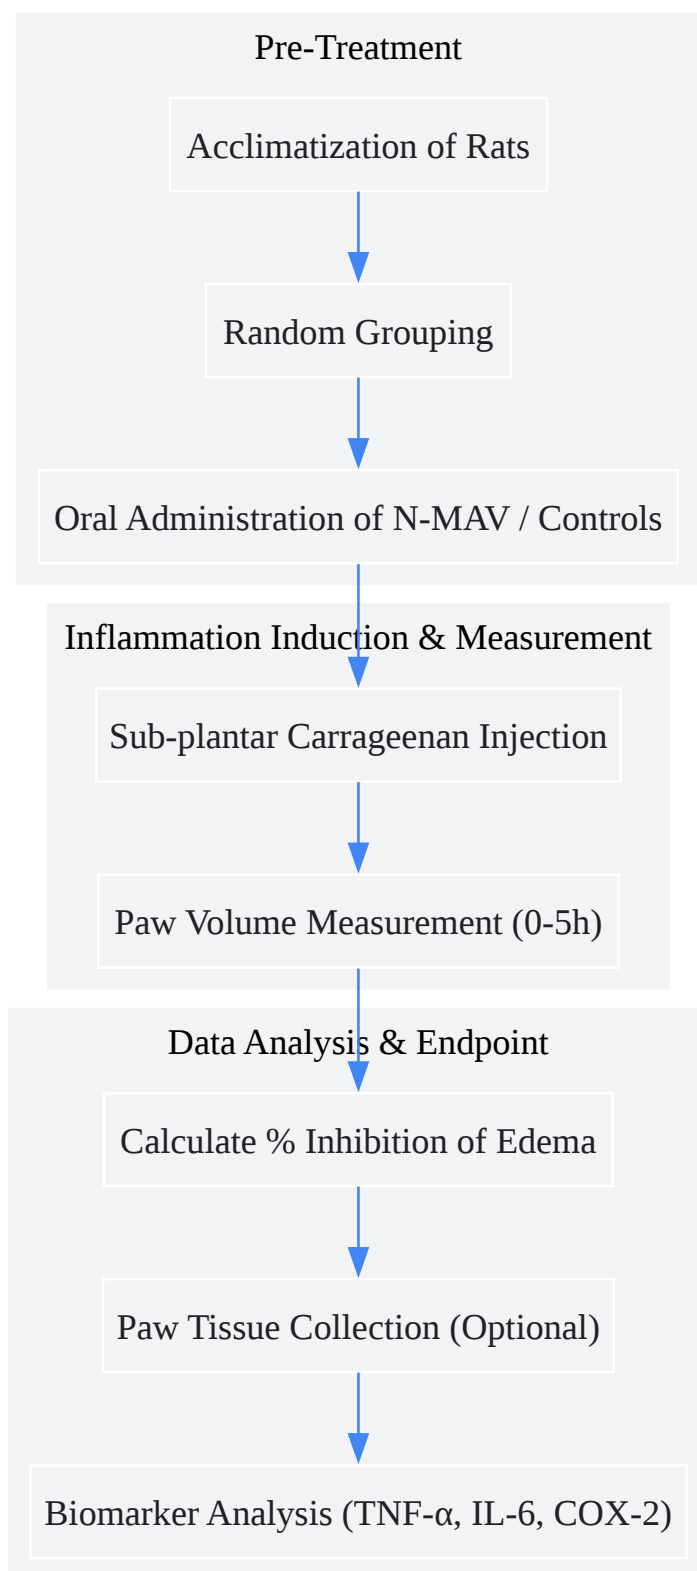 Pre-Treatment
Acclimatization of Rats
Random Grouping
Oral Administration of N-MAV / Controls
Inflammation Induction & Measurement
Sub-plantar Carrageenan Injection
Paw Volume Measurement (0-5h)
Data Analysis & Endpoint
Calculate % Inhibition of Edema
Paw Tissue Collection (Optional)
Biomarker Analysis (TNF-α, IL-6, COX-2)